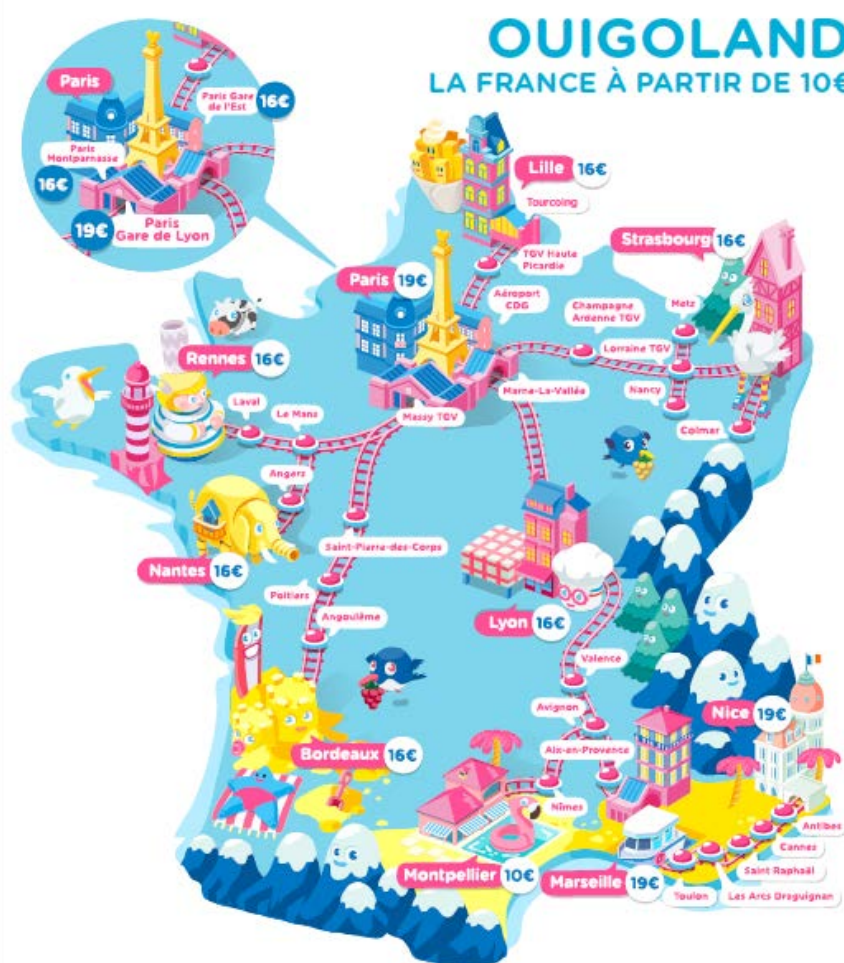 OUIGOLAND
LA FRANCE À PARTIR DE 10€
Paris
Paris Gare
de l'Est
16€
Paris
Montparnasse
16€
19€
Paris
Gare de Lyon
Lille 16€
Tourcoing
Strasbourg 16€
TGV Haute
Picardie
Paris 19€
Aéroport
CDG
Champagne
Ardenne TGV
Metz
Rennes 16€
Lorraine TGV
Laval
Le Mans
Massy TGV
Marne-La-Vallée
Nancy
Colmar
Angers
Saint-Pierre-des-Corps
Nantes 16€
Poitiers
Angoulême
Lyon 16€
Valence
Avignon
Nice 19€
Bordeaux 16€
Aix-en-Provence
Nîmes
Antibes
Cannes
Saint Raphaël
Montpellier 10€
Marseille 19€
Toulon
Les Arcs Draguignan